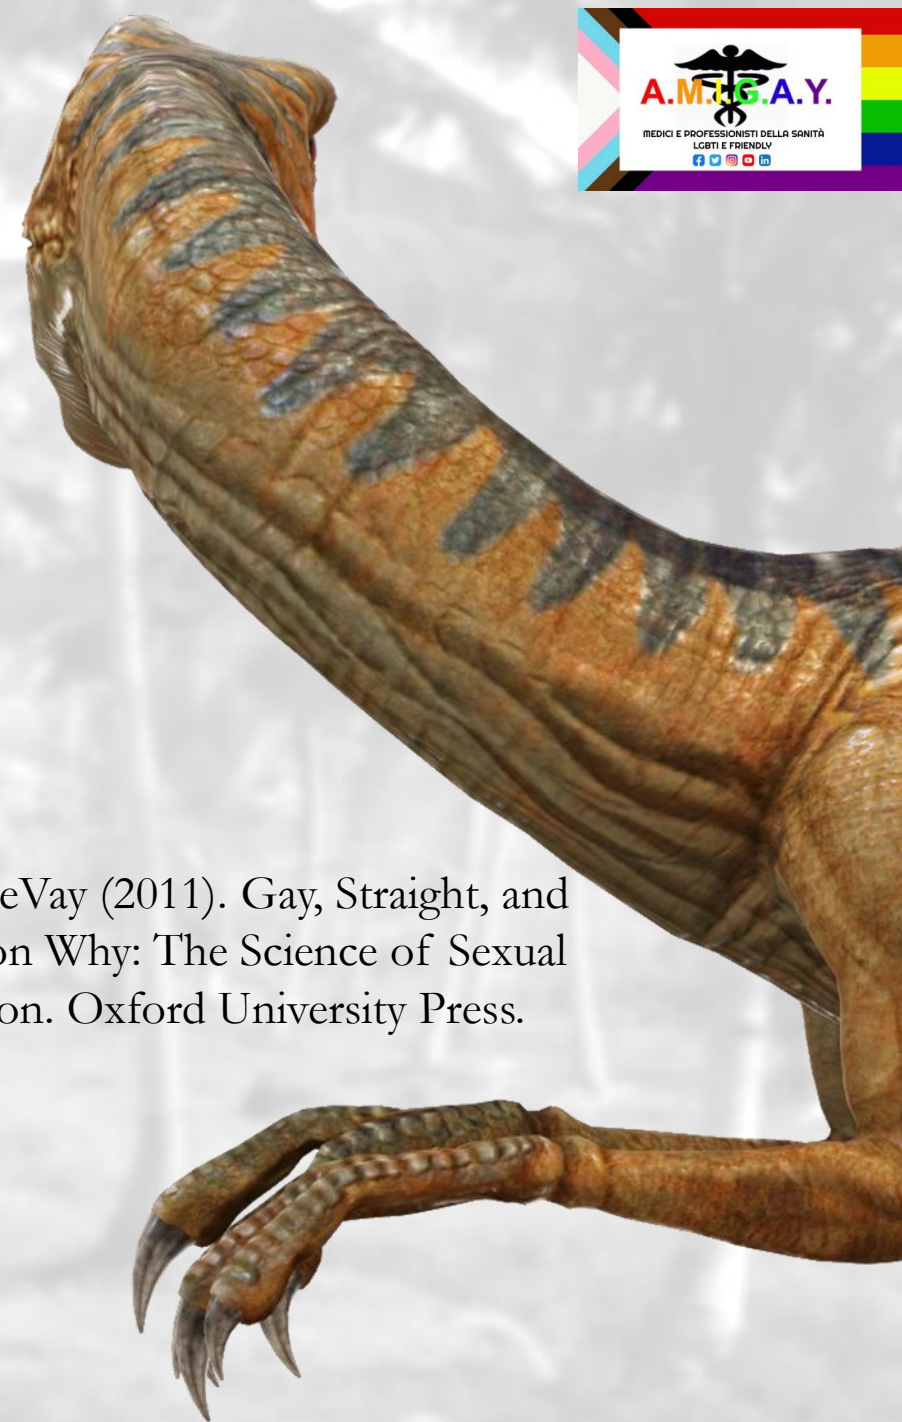 A.M.I.G.A.Y.
MEDICI E PROFESSIONISTI DELLA SANITÀ
LGBTI E FRIENDLY
eVay (2011). Gay, Straight, and
on Why: The Science of Sexual
on. Oxford University Press.